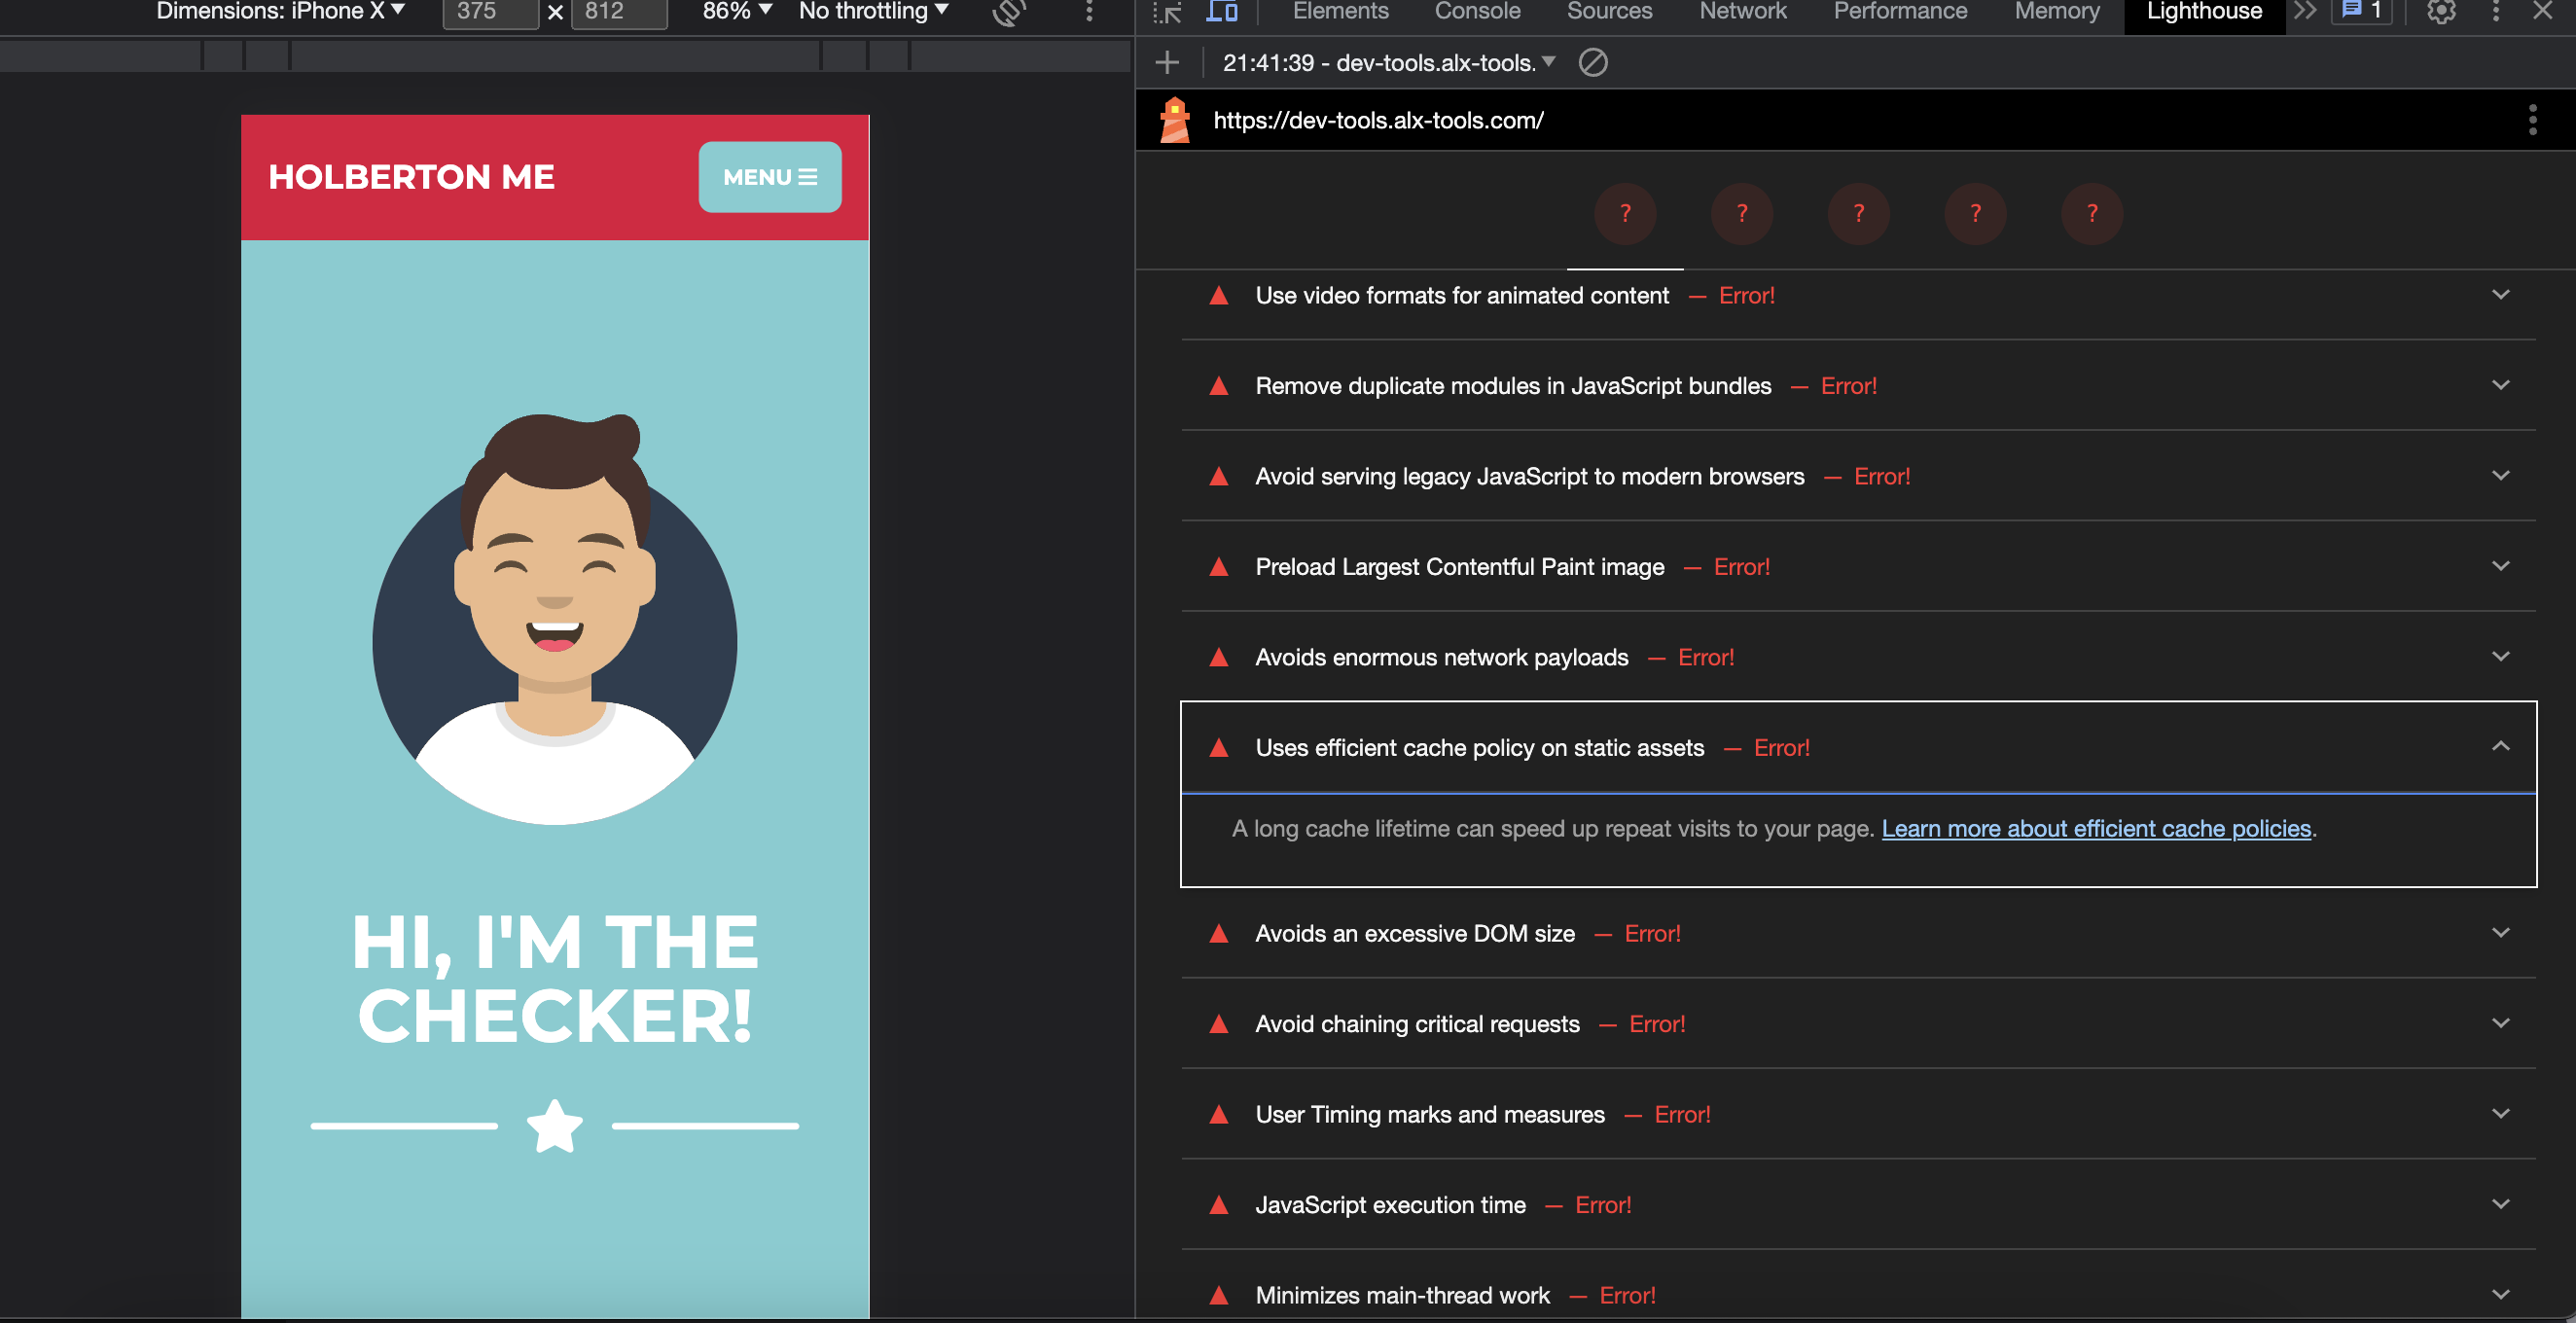 Dimensions: iPhone X 375 × 812 86% No throttling
Elements Console Sources Network Performance Memory Lighthouse 1
21:41:39 - dev-tools.alx-tools.
https://dev-tools.alx-tools.com/
? ? ? ? ?
HOLBERTON ME
MENU
HI, I'M THE
CHECKER!
Use video formats for animated content — Error!
Remove duplicate modules in JavaScript bundles — Error!
Avoid serving legacy JavaScript to modern browsers — Error!
Preload Largest Contentful Paint image — Error!
Avoids enormous network payloads — Error!
Uses efficient cache policy on static assets — Error!
A long cache lifetime can speed up repeat visits to your page. Learn more about efficient cache policies.
Avoids an excessive DOM size — Error!
Avoid chaining critical requests — Error!
User Timing marks and measures — Error!
JavaScript execution time — Error!
Minimizes main-thread work — Error!